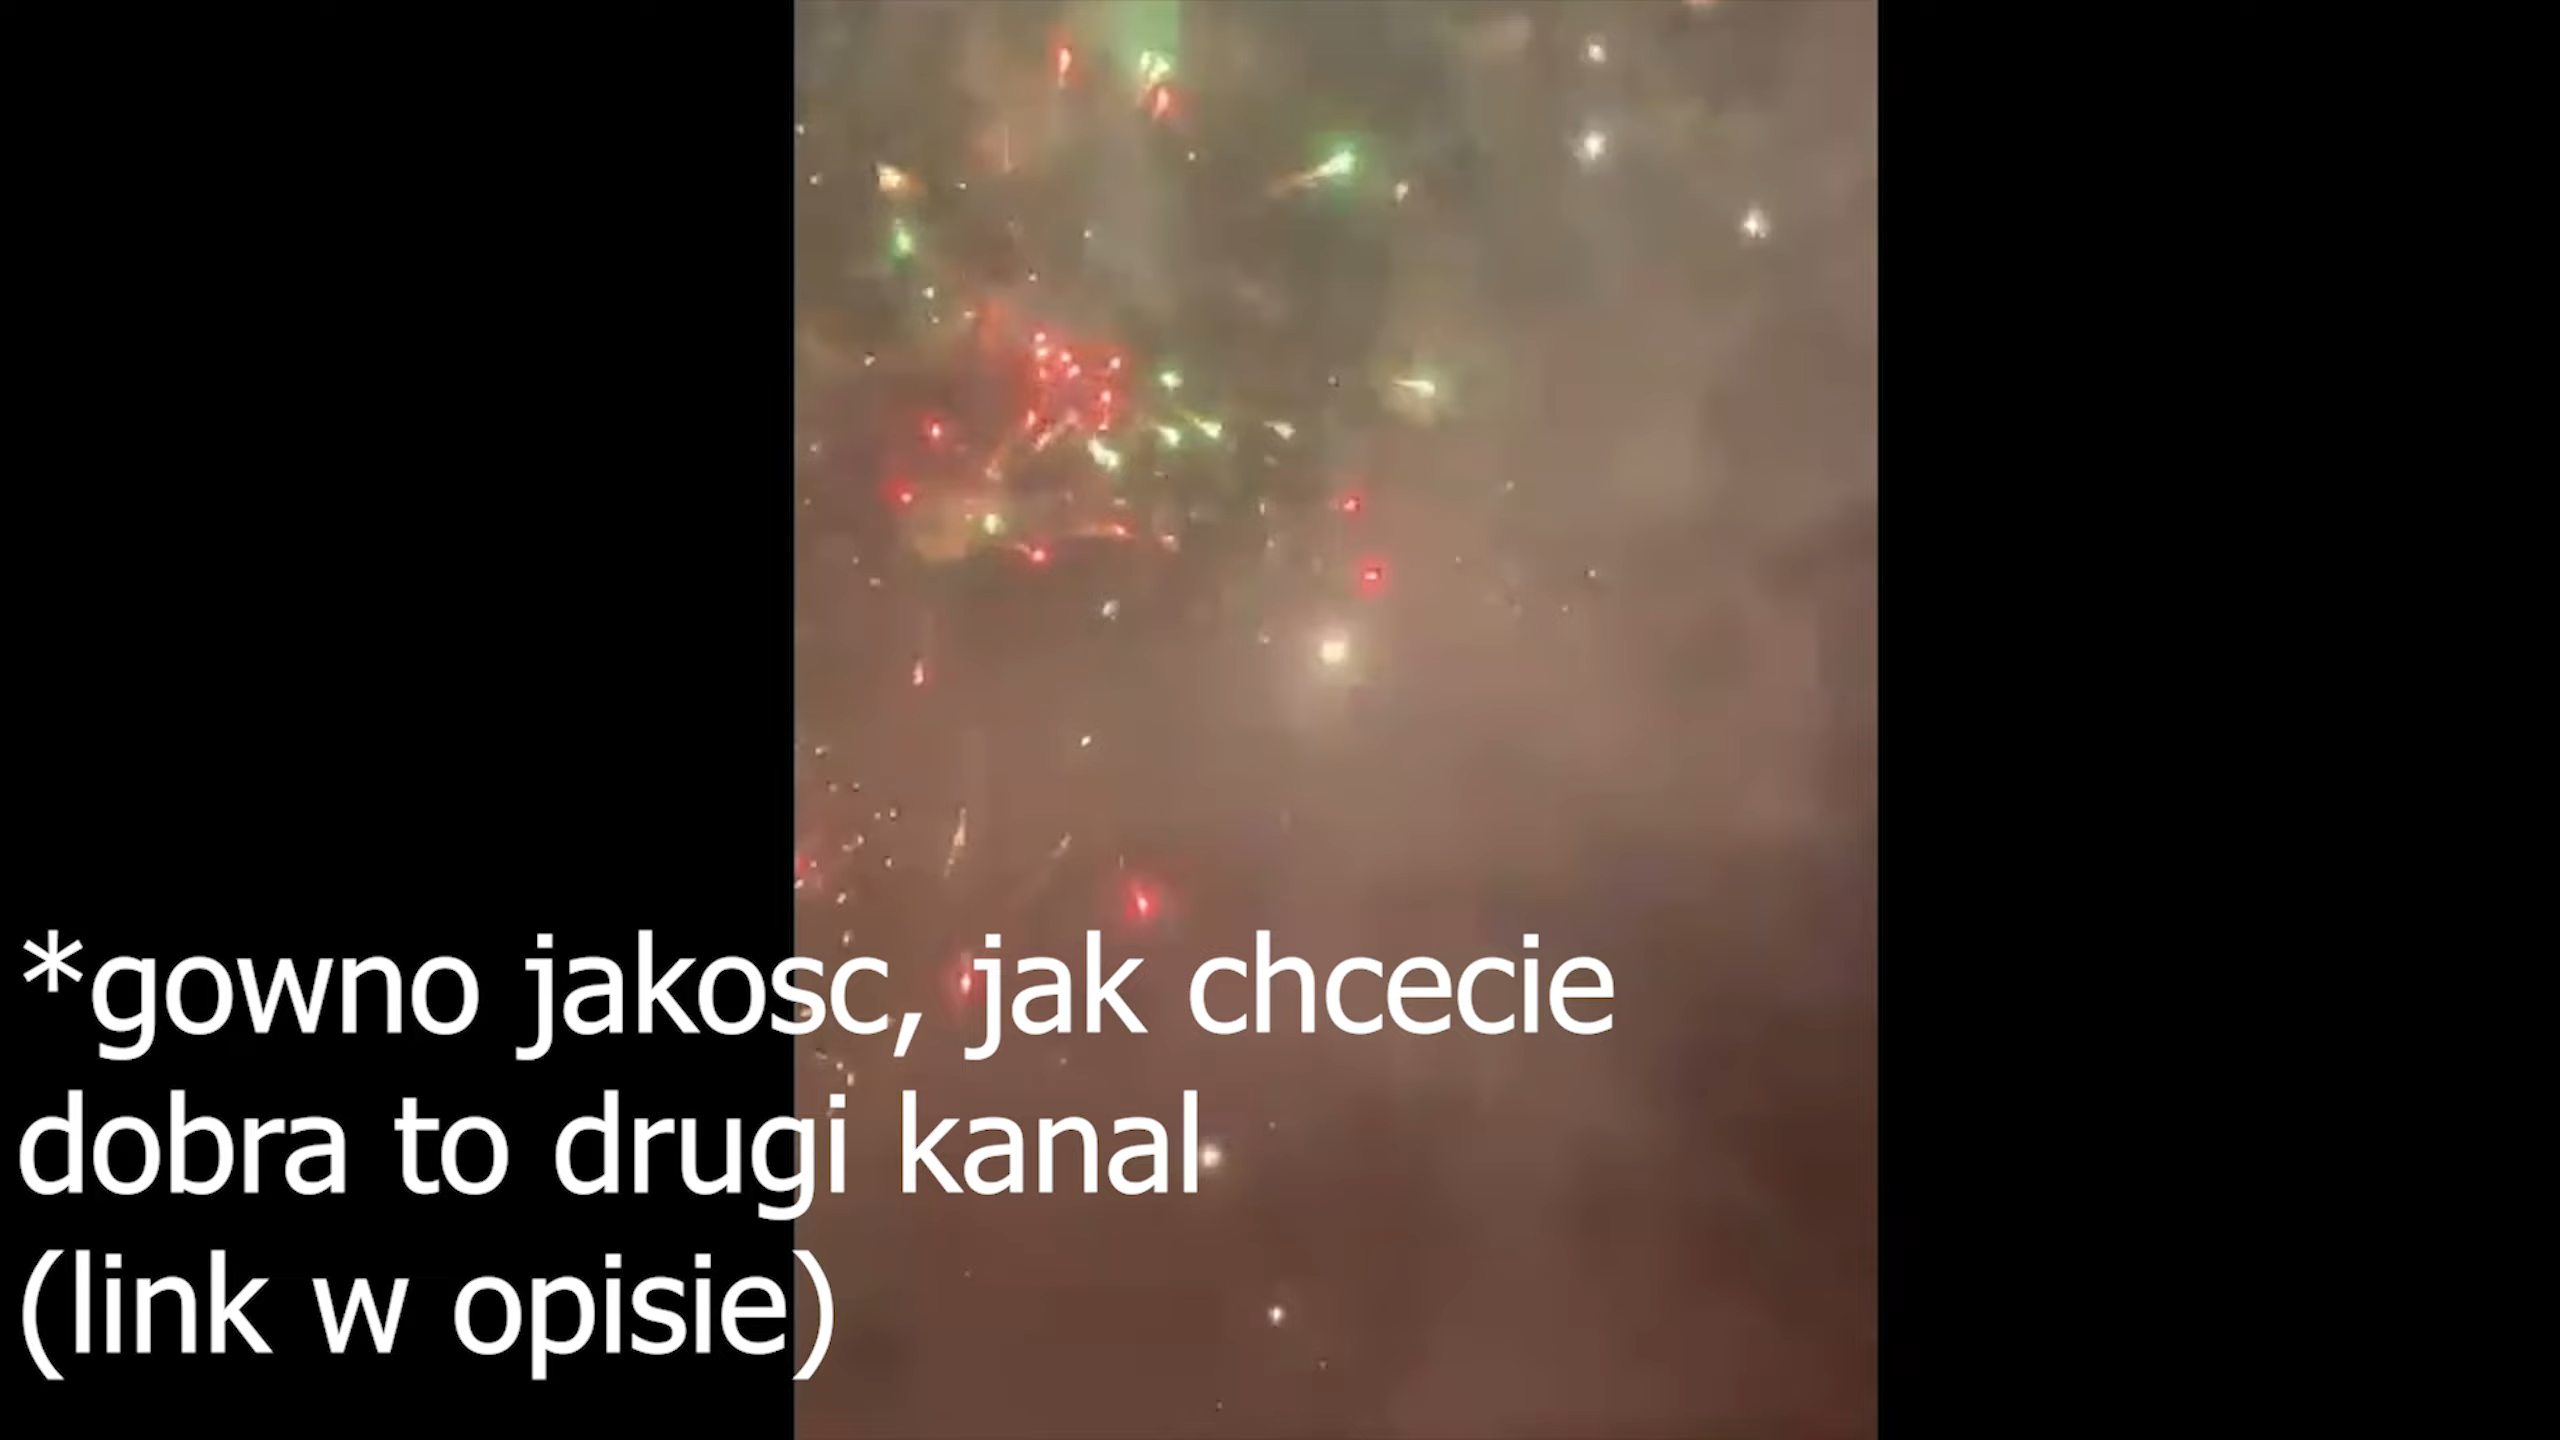 *gowno jakosc, jak chcecie
dobra to drugi kanal
(link w opisie)